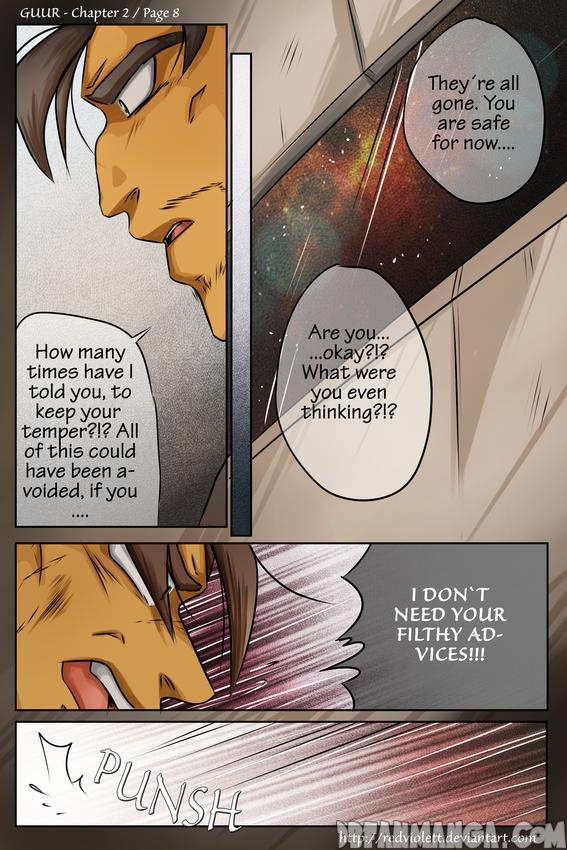 GUUR - Chapter 2 / Page 8
They´re all
gone. You
are safe
for now....
Are you...
...okay?!?
What were
you even
thinking?!?
How many
times have I
told you, to
keep your
temper?!? All
of this could
have been a-
voided, if you
....
I DON`T
NEED YOUR
FILTHY AD-
VICES!!!
PUNSH
http://redviolett.deviantart.com